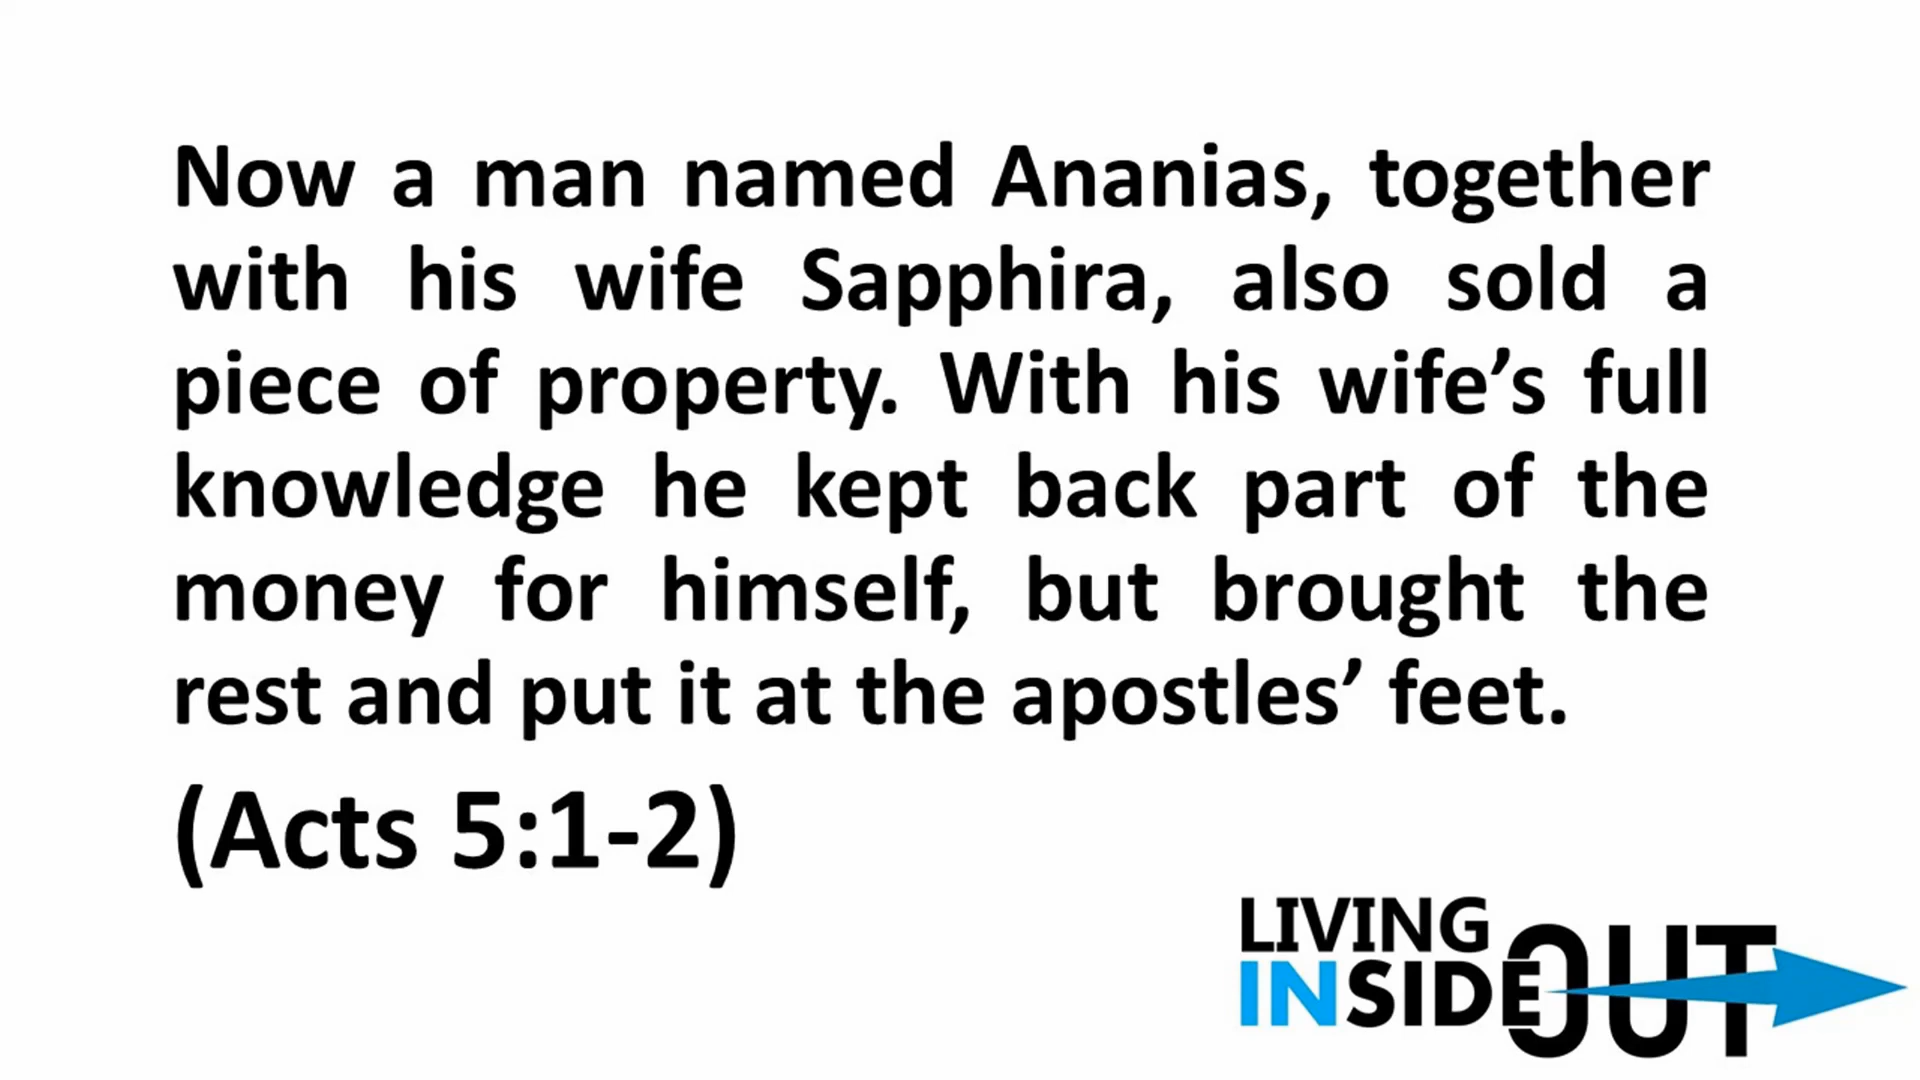 Now a man named Ananias, together
with his wife Sapphira, also sold a
piece of property. With his wife’s full
knowledge he kept back part of the
money for himself, but brought the
rest and put it at the apostles’ feet.
(Acts 5:1-2)
LIVING
INSIDE OUT